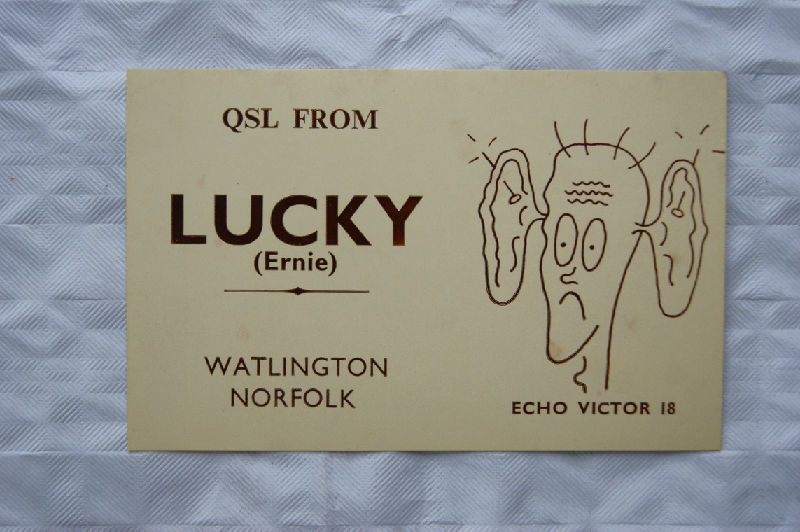 QSL FROM
LUCKY
(Ernie)
WATLINGTON
NORFOLK
ECHO VICTOR 18